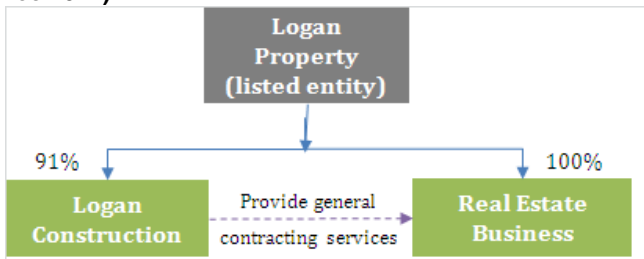 Logan
Property
(listed entity)
91%
100%
Logan
Construction
Provide general
contracting services
Real Estate
Business